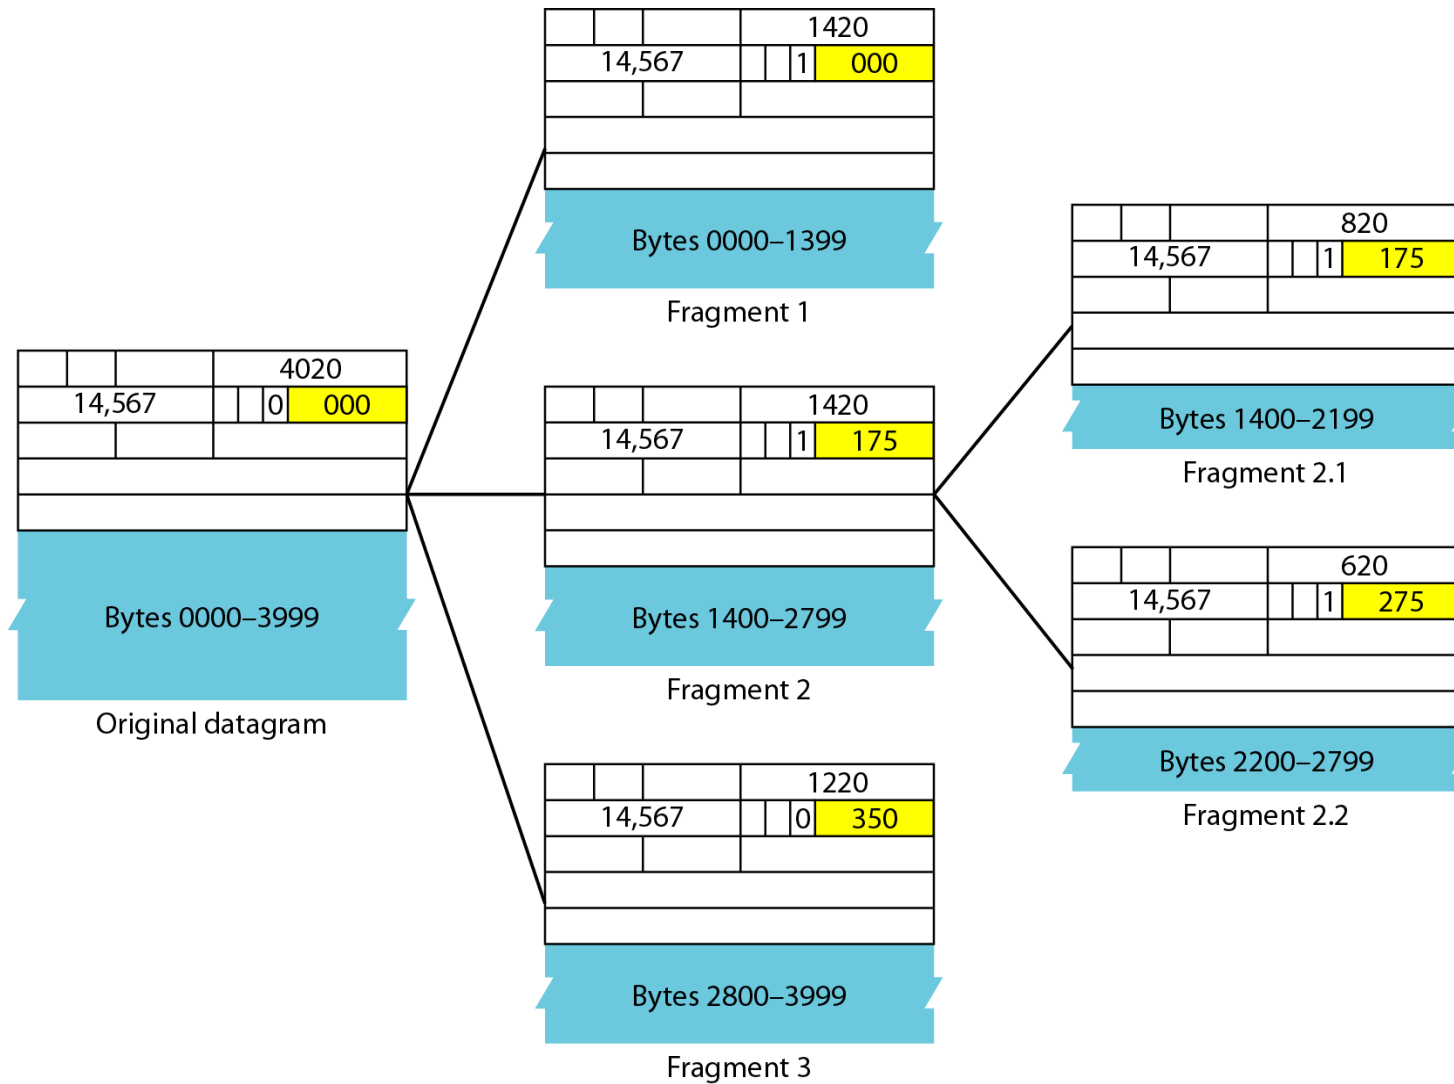 4020
14,567 0 000
Bytes 0000–3999
Original datagram
1420
14,567 1 000
Bytes 0000–1399
Fragment 1
1420
14,567 1 175
Bytes 1400–2799
Fragment 2
1220
14,567 0 350
Bytes 2800–3999
Fragment 3
820
14,567 1 175
Bytes 1400–2199
Fragment 2.1
620
14,567 1 275
Bytes 2200–2799
Fragment 2.2